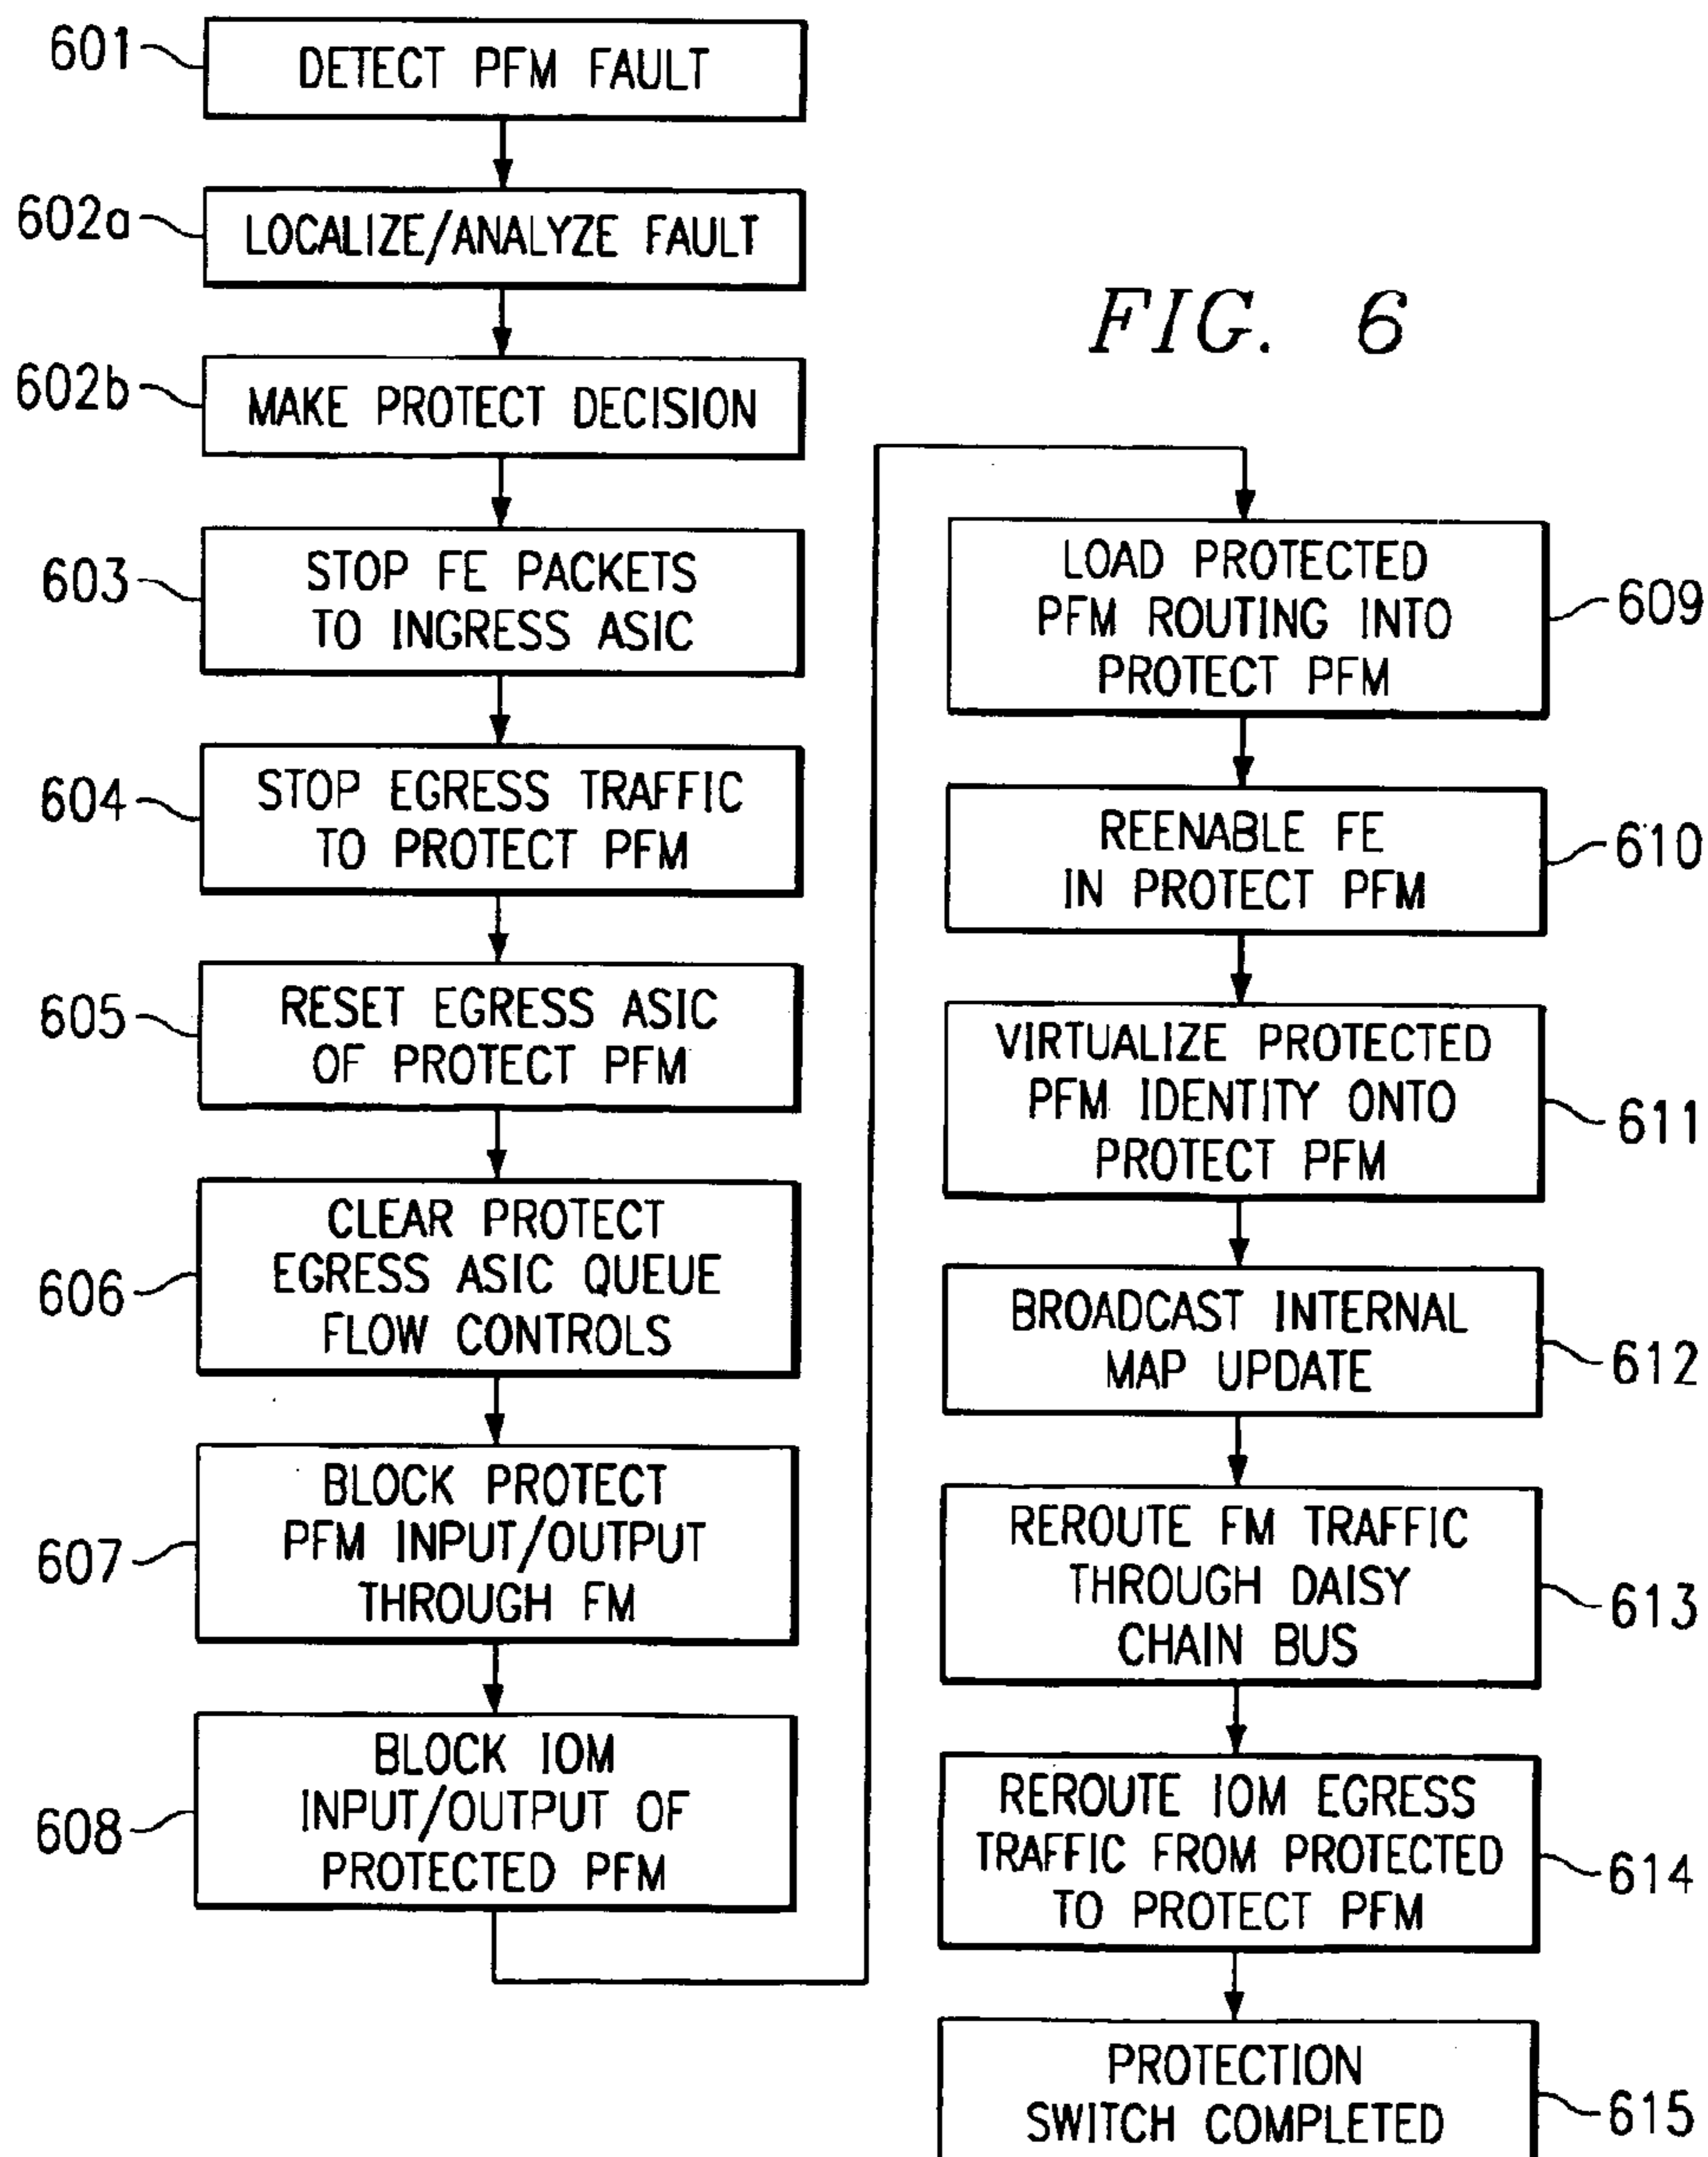 601
DETECT PFM FAULT
602a
LOCALIZE/ANALYZE FAULT
602b
MAKE PROTECT DECISION
603
STOP FE PACKETS
TO INGRESS ASIC
604
STOP EGRESS TRAFFIC
TO PROTECT PFM
605
RESET EGRESS ASIC
OF PROTECT PFM
606
CLEAR PROTECT
EGRESS ASIC QUEUE
FLOW CONTROLS
607
BLOCK PROTECT
PFM INPUT/OUTPUT
THROUGH FM
608
BLOCK IOM
INPUT/OUTPUT OF
PROTECTED PFM
FIG. 6
LOAD PROTECTED
PFM ROUTING INTO
PROTECT PFM
609
REENABLE FE
IN PROTECT PFM
610
VIRTUALIZE PROTECTED
PFM IDENTITY ONTO
PROTECT PFM
611
BROADCAST INTERNAL
MAP UPDATE
612
REROUTE FM TRAFFIC
THROUGH DAISY
CHAIN BUS
613
REROUTE IOM EGRESS
TRAFFIC FROM PROTECTED
TO PROTECT PFM
614
PROTECTION
SWITCH COMPLETED
615